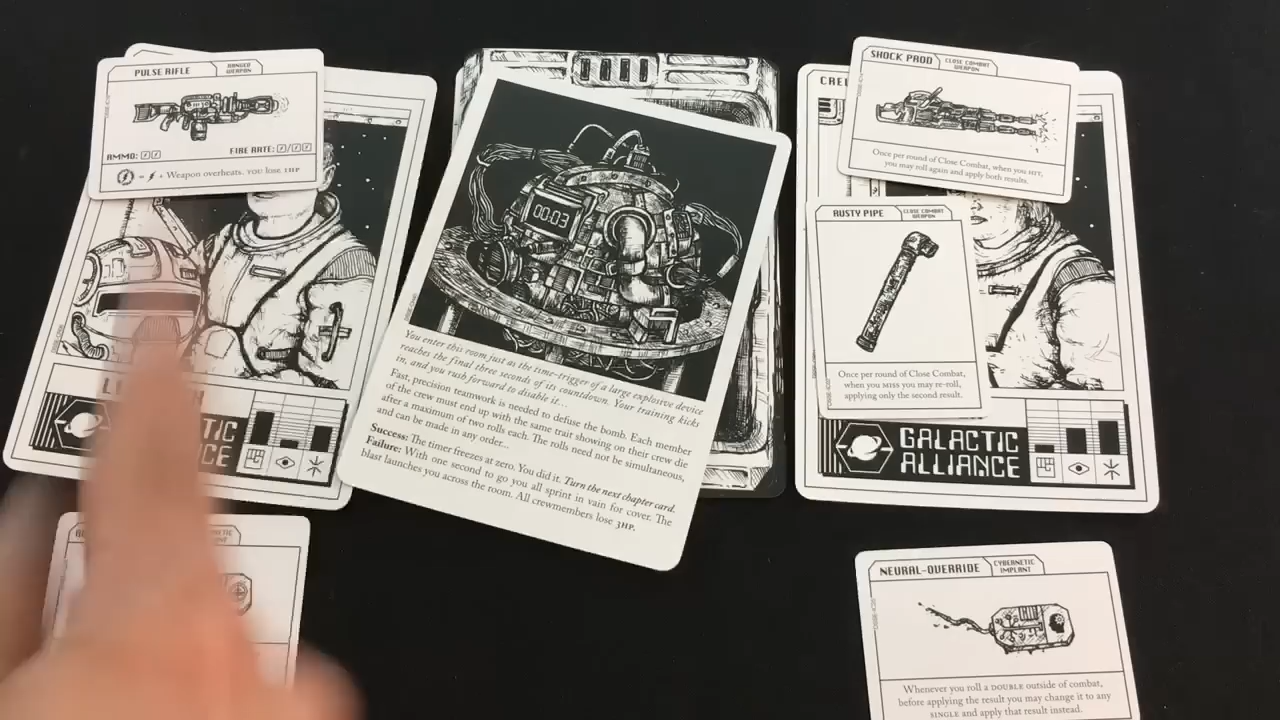 PULSE RIFLE
RANGED
WEAPON
AMMO:
FIRE RATE:
= + Weapon overheats. YOU lose 1HP
GALACTIC
IMPLANT
00:03
You enter this room just as the time-trigger of a large explosive device
reaches the final three seconds of its countdown. Your training kicks
in, and you rush forward to disable it...
Fast, precision teamwork is needed to defuse the bomb. Each member
of the crew must end up with the same trait showing on their crew die
after a maximum of two rolls each. The rolls need not be simultaneous,
and can be made in any order...
Success: The timer freezes at zero. You did it. Turn the next chapter card.
Failure: With one second to go you all sprint in vain for cover. The
blast launches you across the room. All crewmembers lose 3HP.
SHOCK PROD
CLOSE COMBAT
WEAPON
Once per round of Close Combat, when you HIT,
you may roll again and apply both results.
RUSTY PIPE
CLOSE COMBAT
WEAPON
Once per round of Close Combat,
when you MISS you may re-roll,
applying only the second result.
GALACTIC
ALLIANCE
NEURAL-OVERRIDE
CYBERNETIC
IMPLANT
Whenever you roll a DOUBLE outside of combat,
before applying the result you may change it to any
SINGLE and apply that result instead.